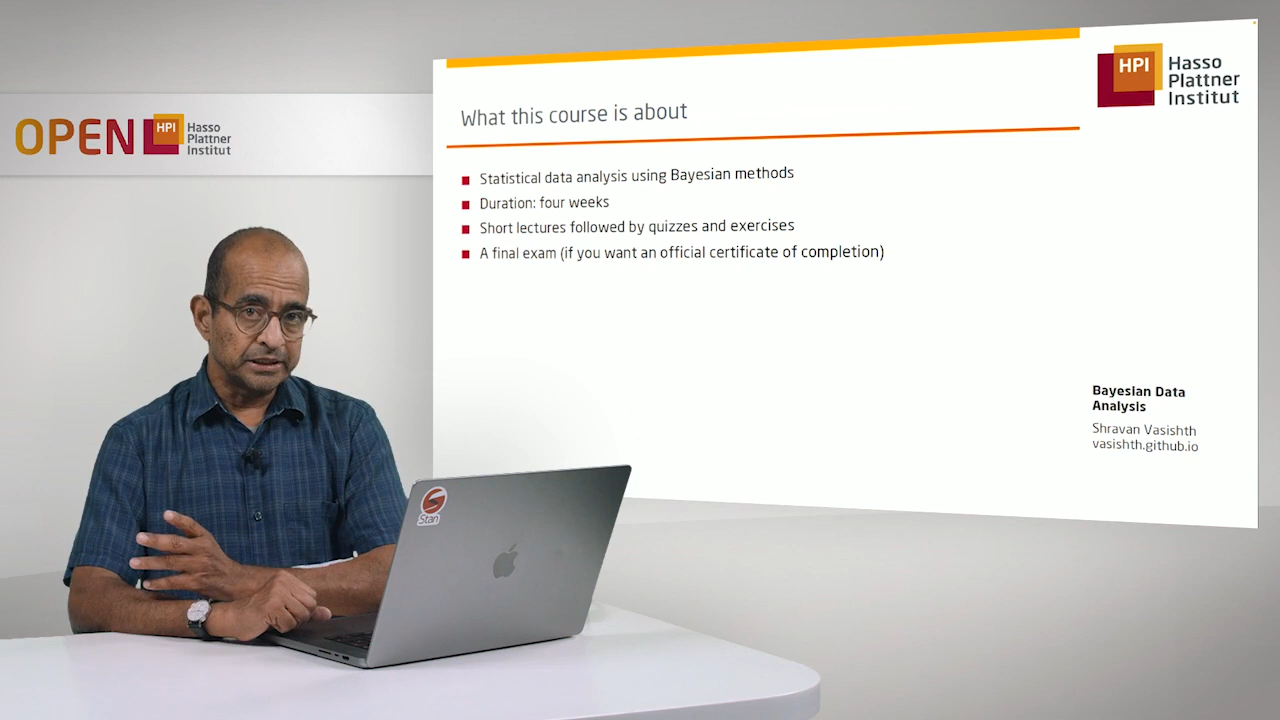 OPEN
HPI
Hasso
Plattner
Institut
What this course is about
Statistical data analysis using Bayesian methods
Duration: four weeks
Short lectures followed by quizzes and exercises
A final exam (if you want an official certificate of completion)
HPI
Hasso
Plattner
Institut
Bayesian Data
Analysis
Shravan Vasishth
vasishth.github.io
Stan